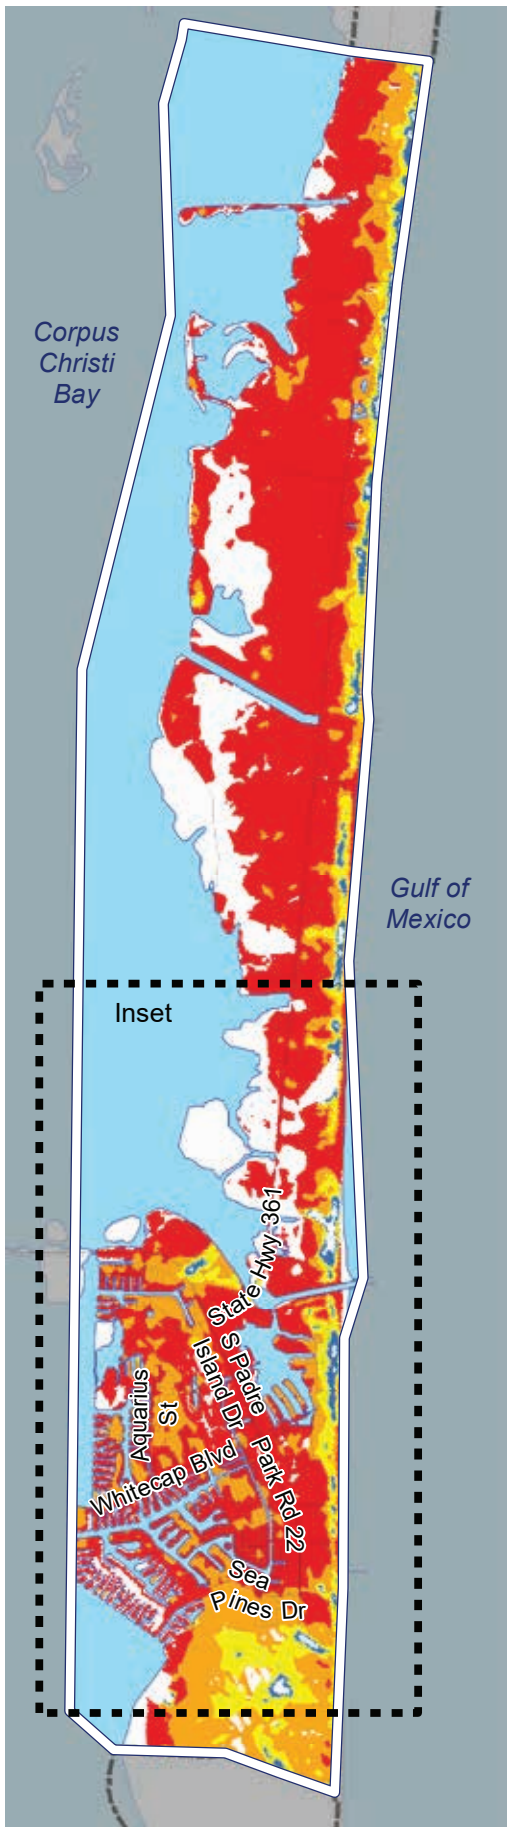 Corpus
Christi
Bay
Gulf of
Mexico
Inset
State Hwy 361
S Padre
Island Dr
Aquarius
St
Whitecap Blvd
Park Rd 22
Sea
Pines Dr